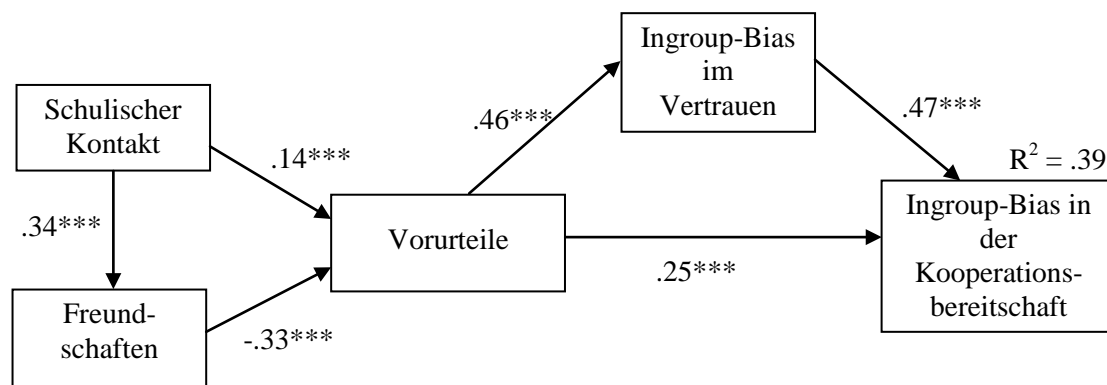 Ingroup-Bias
im
Vertrauen
Schulischer
Kontakt
.46***
.47***
.14***
R² = .39
.34***
Vorurteile
Ingroup-Bias in
der
Kooperations-
bereitschaft
.25***
Freund-
schaften
-.33***